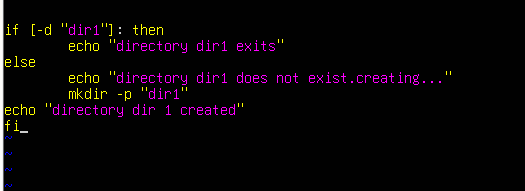 if [-d "dir1"]: then
        echo "directory dir1 exits"
else
        echo "directory dir1 does not exist.creating..."
        mkdir -p "dir1"
echo "directory dir 1 created"
fi_
~
~
~
~